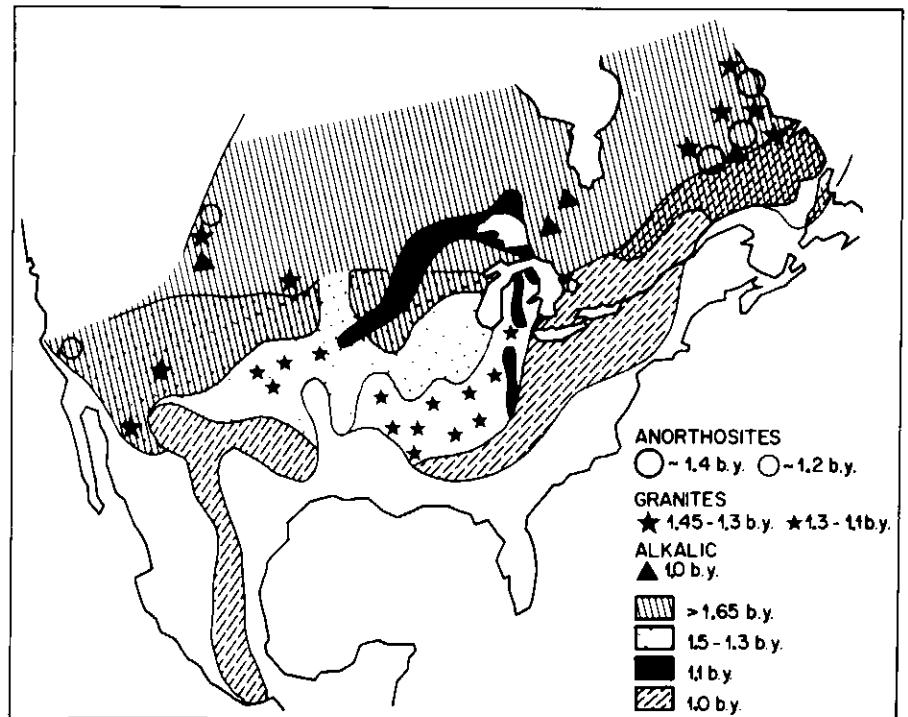 ANORTHOSITES
~ 1.4 b.y. ~ 1.2 b.y.
GRANITES
1.45 - 1.3 b.y. 1.3 - 1.1 b.y.
ALKALIC
1.0 b.y.
> 1.65 b.y.
1.5 - 1.3 b.y.
1.1 b.y.
1.0 b.y.